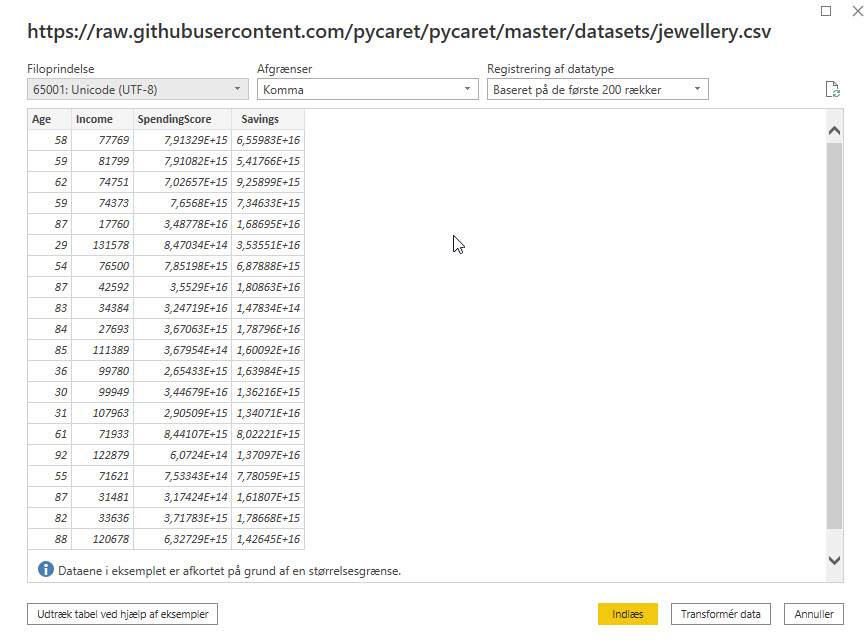 https://raw.githubusercontent.com/pycaret/pycaret/master/datasets/jewellery.csv
Filoprindelse Afgrænser Registrering af datatype
65001: Unicode (UTF-8) Komma Baseret på de første 200 rækker
Age Income SpendingScore Savings
58 77769 7,91329E+15 6,55983E+16
59 81799 7,91082E+15 5,41766E+15
62 74751 7,02657E+15 9,25899E+15
59 74373 7,6568E+15 7,34633E+15
87 17760 3,48778E+16 1,68695E+16
29 131578 8,47034E+14 3,53551E+16
54 76500 7,85198E+15 6,87888E+15
87 42592 3,5529E+16 1,80863E+16
83 34384 3,24719E+16 1,47834E+14
84 27693 3,67063E+15 1,78796E+16
85 111389 3,67954E+14 1,60092E+16
36 99780 2,65433E+15 1,63984E+15
30 99949 3,44679E+16 1,36216E+15
31 107963 2,90509E+15 1,34071E+16
61 71933 8,44107E+15 8,02221E+15
92 122879 6,0724E+14 1,37097E+16
55 71621 7,53343E+14 7,78059E+15
87 31481 3,17424E+14 1,61807E+15
82 33636 3,71783E+15 1,78668E+15
88 120678 6,32729E+15 1,42645E+16
Dataene i eksemplet er afkortet på grund af en størrelsesgrænse.
Udtræk tabel ved hjælp af eksempler Indlæs Transformér data Annuller